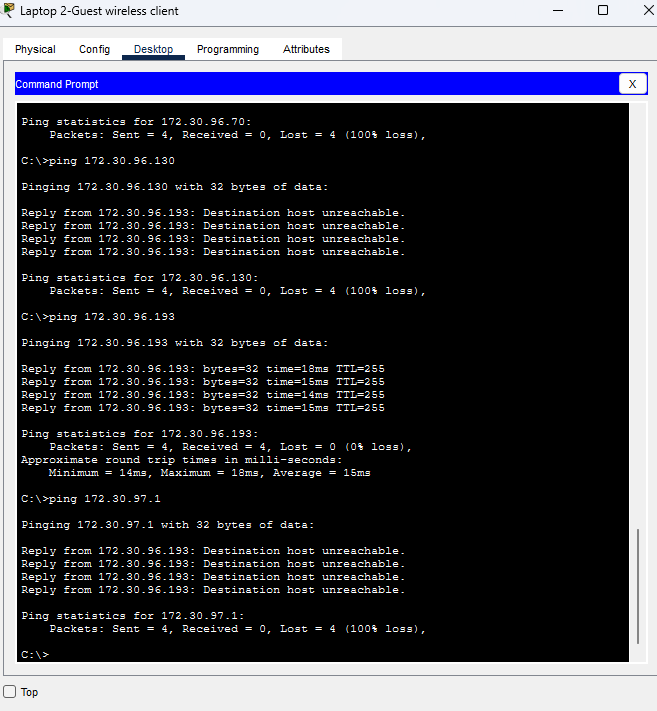 Laptop 2-Guest wireless client
Physical Config Desktop Programming Attributes
Command Prompt X
Ping statistics for 172.30.96.70:
Packets: Sent = 4, Received = 0, Lost = 4 (100% loss),
C:\>ping 172.30.96.130
Pinging 172.30.96.130 with 32 bytes of data:
Reply from 172.30.96.193: Destination host unreachable.
Reply from 172.30.96.193: Destination host unreachable.
Reply from 172.30.96.193: Destination host unreachable.
Reply from 172.30.96.193: Destination host unreachable.
Ping statistics for 172.30.96.130:
Packets: Sent = 4, Received = 0, Lost = 4 (100% loss),
C:\>ping 172.30.96.193
Pinging 172.30.96.193 with 32 bytes of data:
Reply from 172.30.96.193: bytes=32 time=18ms TTL=255
Reply from 172.30.96.193: bytes=32 time=15ms TTL=255
Reply from 172.30.96.193: bytes=32 time=14ms TTL=255
Reply from 172.30.96.193: bytes=32 time=15ms TTL=255
Ping statistics for 172.30.96.193:
Packets: Sent = 4, Received = 4, Lost = 0 (0% loss),
Approximate round trip times in milli-seconds:
Minimum = 14ms, Maximum = 18ms, Average = 15ms
C:\>ping 172.30.97.1
Pinging 172.30.97.1 with 32 bytes of data:
Reply from 172.30.96.193: Destination host unreachable.
Reply from 172.30.96.193: Destination host unreachable.
Reply from 172.30.96.193: Destination host unreachable.
Reply from 172.30.96.193: Destination host unreachable.
Ping statistics for 172.30.97.1:
Packets: Sent = 4, Received = 0, Lost = 4 (100% loss),
C:\>
Top